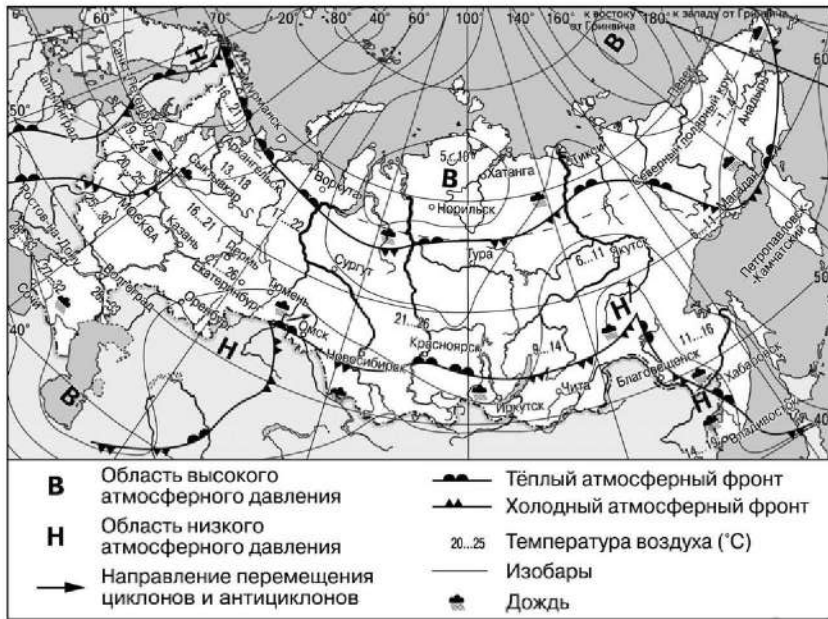 60° 70° 20° 40° 60° 100° 140° 160° 180°
к востоку от Гринвича
к западу от Гринвича
60°
50°
40°
50°
40°
В
Н
Калининград
Санкт-Петербург
Мурманск
16...21
19...24
20...25
25...30
Архангельск
Сыктывкар
13...18
Воркута
5...10
Хатанга
В
Норильск
Тикси
Певек
Северный полярный круг
Анадырь
Магадан
6...11
Петропавловск-
Камчатский
МОСКВА
Казань
16...21
17...22
Пермь
Екатеринбург
Тюмень
Сургут
Тура
6...11
Якутск
Ростов-на-Дону
Сочи
27...32
Волгоград
Оренбург
Омск
Новосибирск
21...26
Красноярск
9...14
Н
11...16
Иркутск
Чита
Благовещенск
Хабаровск
Н
14...19
Владивосток
Н
В
В
Область высокого
атмосферного давления
Н
Область низкого
атмосферного давления
Направление перемещения
циклонов и антициклонов
Тёплый атмосферный фронт
Холодный атмосферный фронт
20...25 Температура воздуха (°С)
Изобары
Дождь